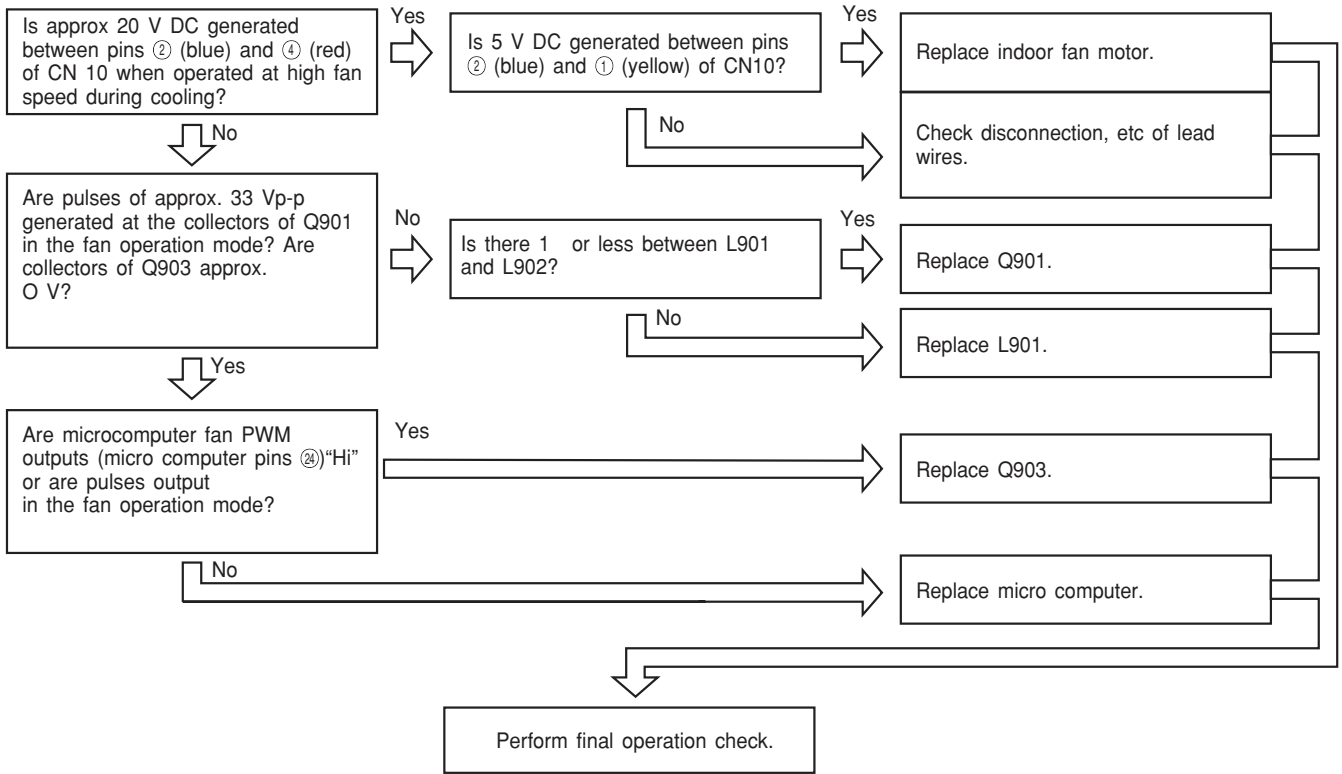 Is approx 20 V DC generated
between pins ② (blue) and ④ (red)
of CN 10 when operated at high fan
speed during cooling?
Yes
Is 5 V DC generated between pins
② (blue) and ① (yellow) of CN10?
Yes
Replace indoor fan motor.
No
Check disconnection, etc of lead
wires.
No
Are pulses of approx. 33 Vp-p
generated at the collectors of Q901
in the fan operation mode? Are
collectors of Q903 approx.
O V?
No
Is there 1 or less between L901
and L902?
Yes
Replace Q901.
No
Replace L901.
Yes
Are microcomputer fan PWM
outputs (micro computer pins ㉔)“Hi”
or are pulses output
in the fan operation mode?
Yes
Replace Q903.
No
Replace micro computer.
Perform final operation check.